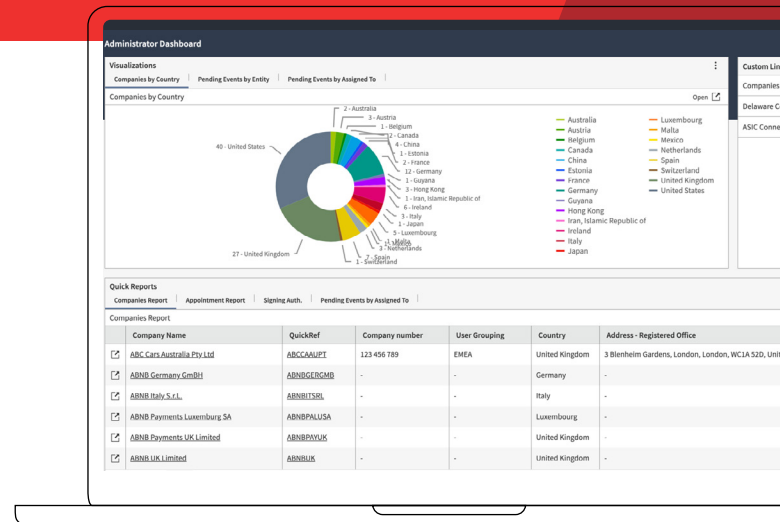 Administrator Dashboard
Visualizations
Companies by Country Pending Events by Entity Pending Events by Assigned To
Companies by Country Open
2 - Australia
3 - Austria
1 - Belgium
2 - Canada
4 - China
1 - Estonia
2 - France
12 - Germany
1 - Guyana
3 - Hong Kong
1 - Iran, Islamic Republic of
6 - Ireland
3 - Italy
1 - Japan
5 - Luxembourg
3 - Netherlands
7 - Spain
1 - Switzerland
27 - United Kingdom
40 - United States
Australia
Austria
Belgium
Canada
China
Estonia
France
Germany
Guyana
Hong Kong
Iran, Islamic Republic of
Ireland
Italy
Japan
Luxembourg
Malta
Mexico
Netherlands
Spain
Switzerland
United Kingdom
United States
Custom Lin
Companies
Delaware C
ASIC Conne
Quick Reports
Companies Report Appointment Report Signing Auth. Pending Events by Assigned To
Companies Report
Company Name QuickRef Company number User Grouping Country Address - Registered Office
ABC Cars Australia Pty Ltd ABCCAAUPT 123 456 789 EMEA United Kingdom 3 Blenheim Gardens, London, London, WC1A 52D, Unit
ABNB Germany GmBH ABNBGERGMB - - Germany -
ABNB Italy S.r.L. ABNBITSRL - - Italy -
ABNB Payments Luxemburg SA ABNBPALUSA - - Luxembourg -
ABNB Payments UK Limited ABNBPAYUK - - United Kingdom -
ABNB UK Limited ABNBUK - - United Kingdom -